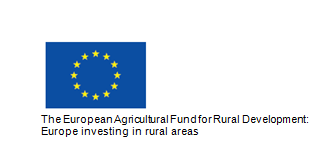 The European Agricultural Fund for Rural Development:
Europe investing in rural areas